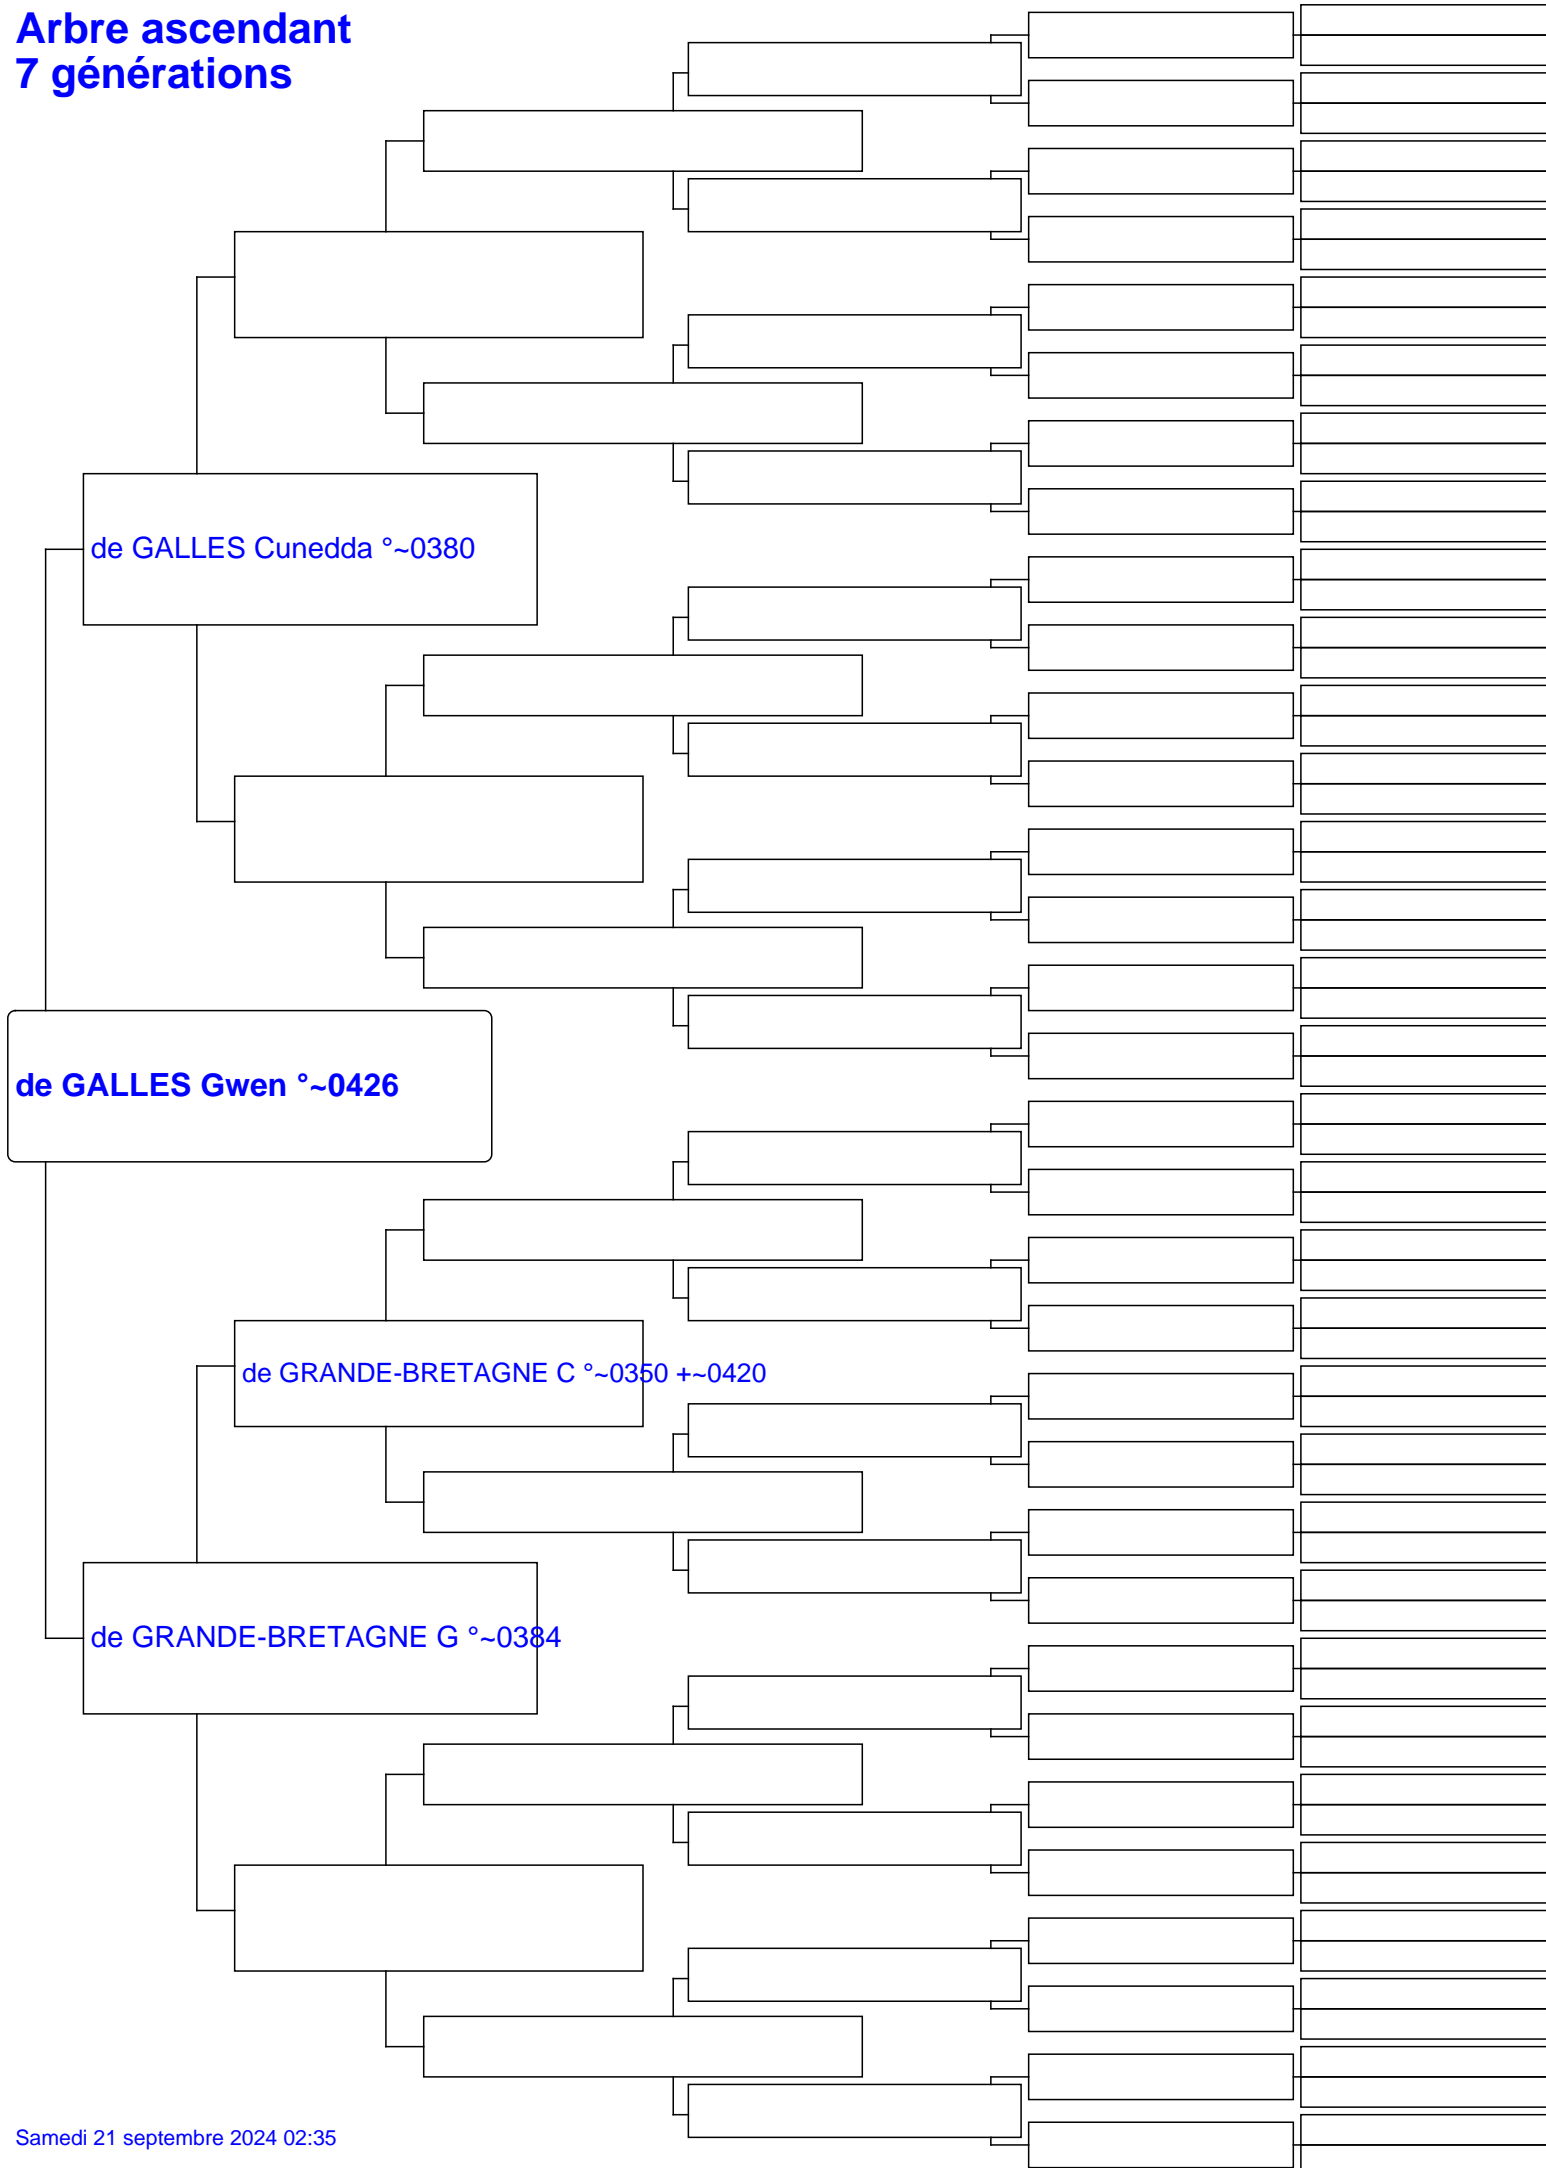 Arbre ascendant
7 générations
de GALLES Cunedda °~0380
de GALLES Gwen °~0426
de GRANDE-BRETAGNE C °~0350 +~0420
de GRANDE-BRETAGNE G °~0384
Samedi 21 septembre 2024 02:35